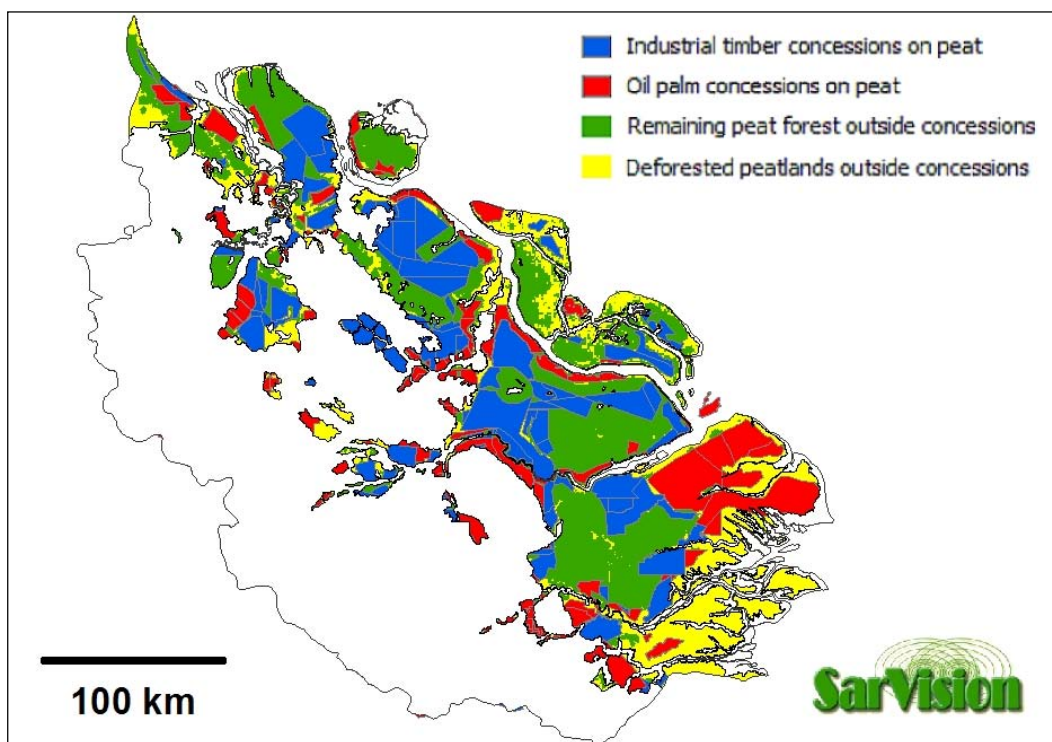 Industrial timber concessions on peat
Oil palm concessions on peat
Remaining peat forest outside concessions
Deforested peatlands outside concessions
100 km
SarVision